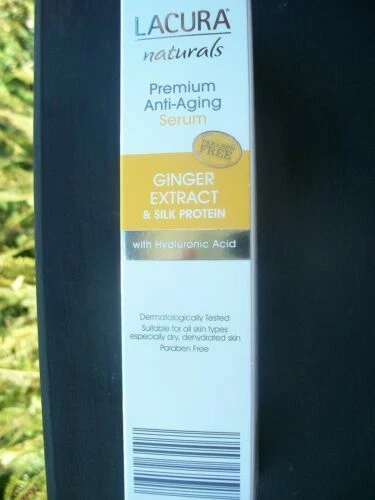 LACURA®
naturals
Premium
Anti-Aging
Serum
PARABEN
FREE
GINGER
EXTRACT
& SILK PROTEIN
with Hyaluronic Acid
Dermatologically Tested
Suitable for all skin types
especially dry, dehydrated skin
Paraben Free